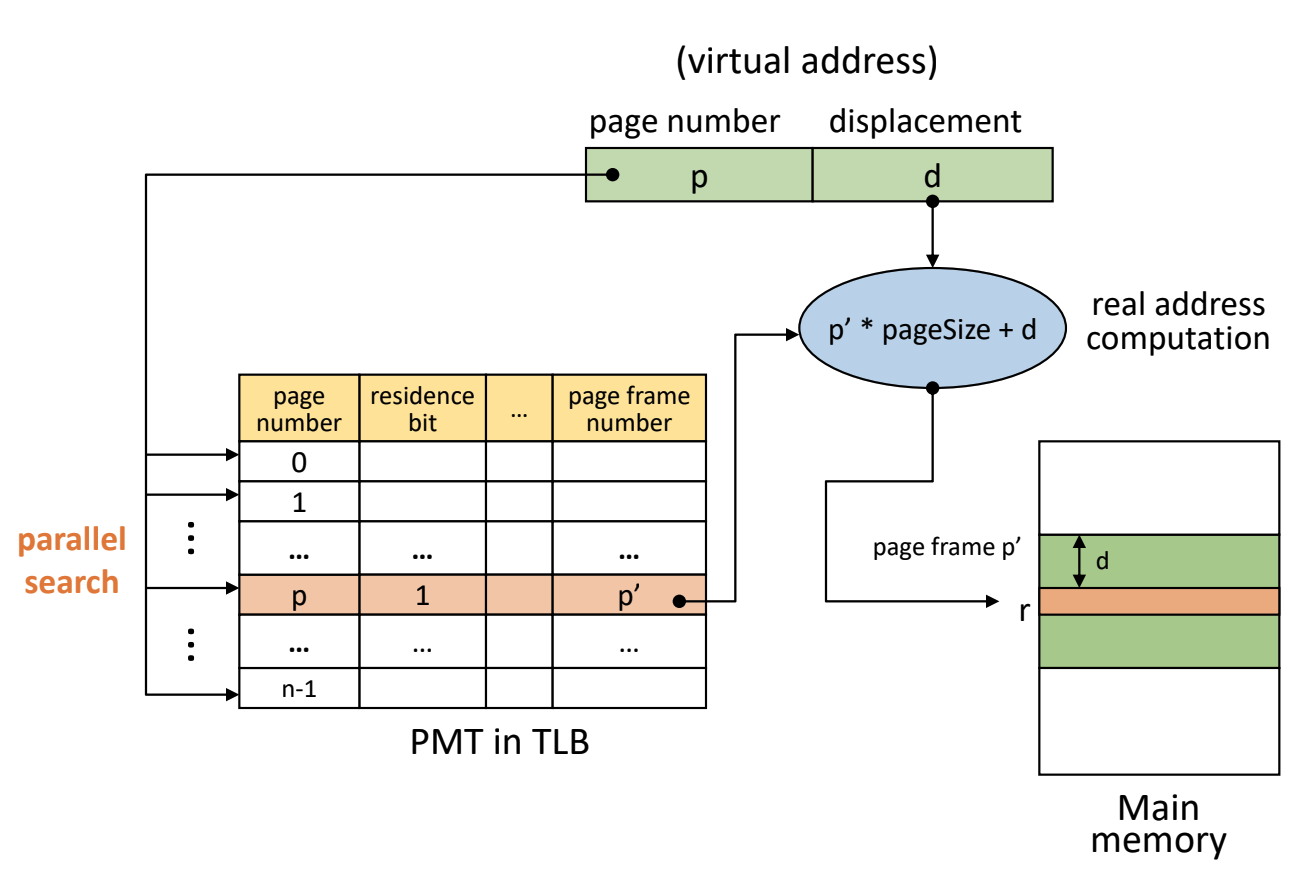 (virtual address)
page number displacement
p d
p’ * pageSize + d
real address
computation
page
number
residence
bit
...
page frame
number
0
1
... ... ...
p 1 p’
... ... ...
n-1
parallel
search
⋮
⋮
PMT in TLB
page frame p’
d
r
Main
memory